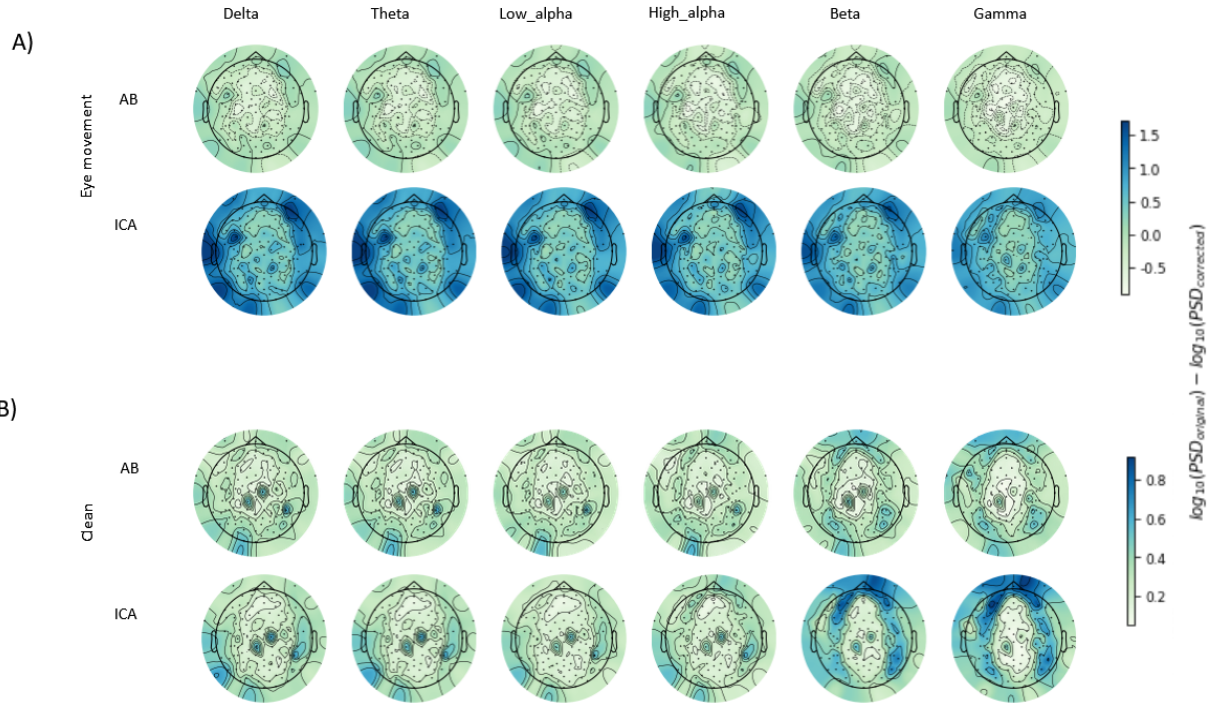 Delta Theta Low_alpha High_alpha Beta Gamma
A)
Eye movement
AB
ICA
1.5
1.0
0.5
0.0
-0.5
log10(PSDoriginal) − log10(PSDcorrected)
B)
Clean
AB
ICA
0.8
0.6
0.4
0.2